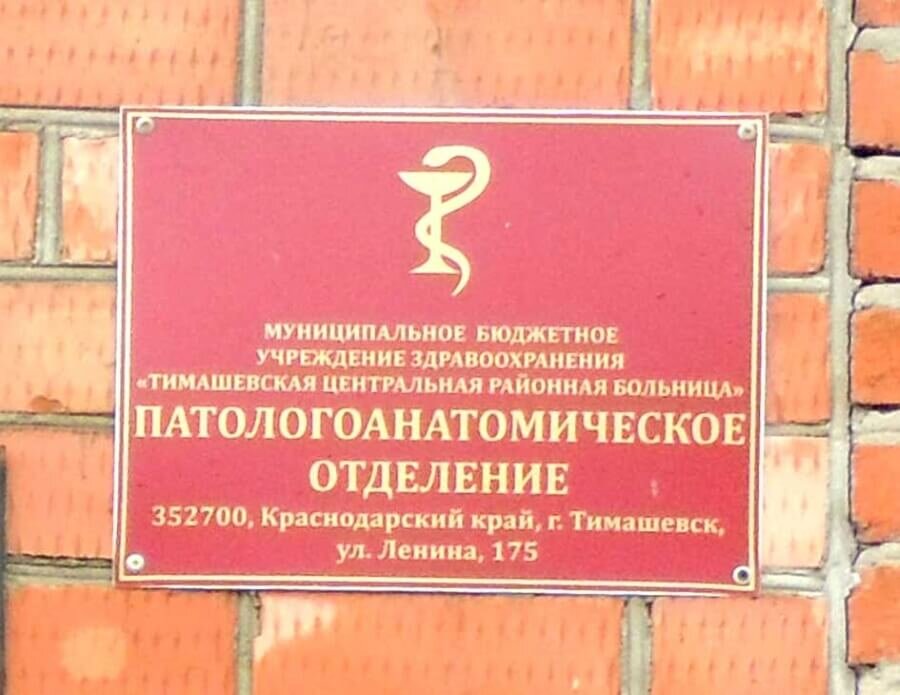 МУНИЦИПАЛЬНОЕ БЮДЖЕТНОЕ
УЧРЕЖДЕНИЕ ЗДРАВООХРАНЕНИЯ
«ТИМАШЕВСКАЯ ЦЕНТРАЛЬНАЯ РАЙОННАЯ БОЛЬНИЦА»
ПАТОЛОГОАНАТОМИЧЕСКОЕ
ОТДЕЛЕНИЕ
352700, Краснодарский край, г. Тимашевск,
ул. Ленина, 175